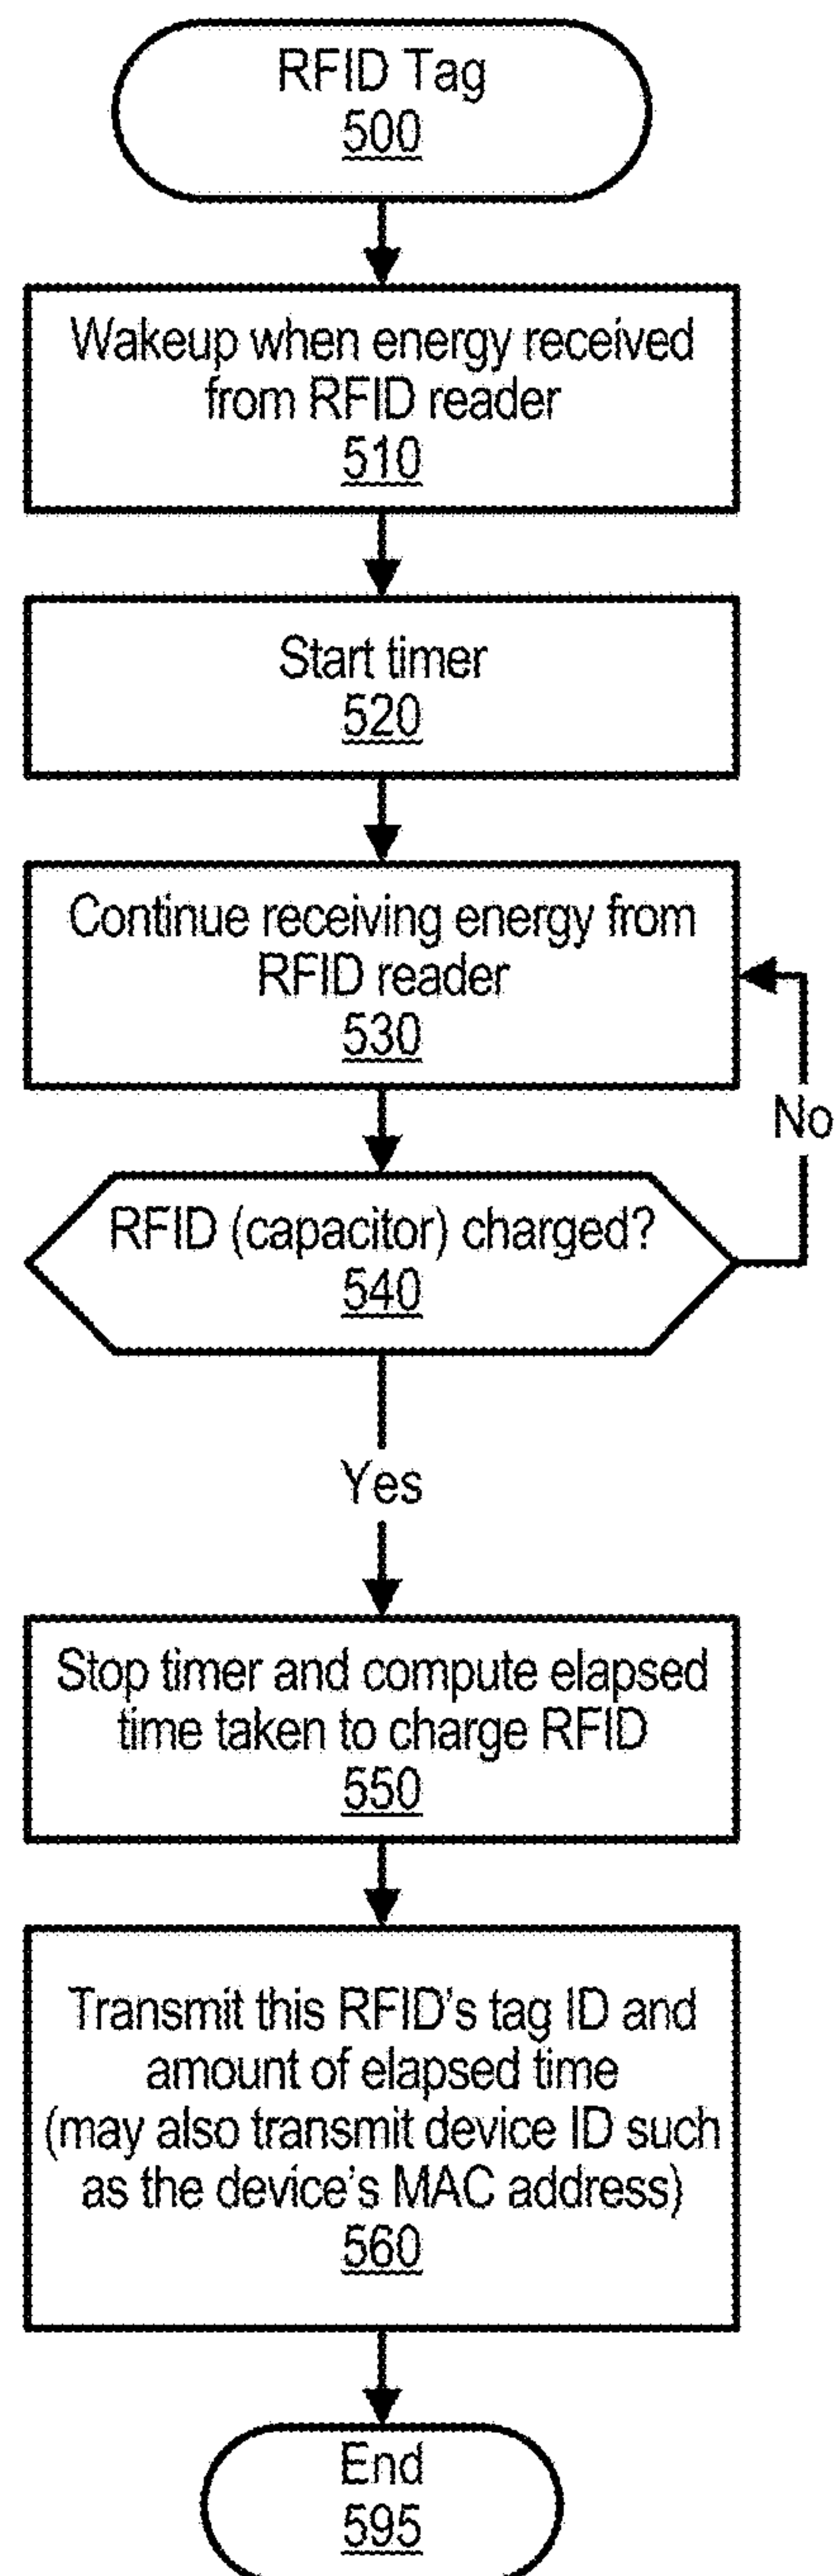 RFID Tag
500
Wakeup when energy received
from RFID reader
510
Start timer
520
Continue receiving energy from
RFID reader
530
No
RFID (capacitor) charged?
540
Yes
Stop timer and compute elapsed
time taken to charge RFID
550
Transmit this RFID's tag ID and
amount of elapsed time
(may also transmit device ID such
as the device's MAC address)
560
End
595